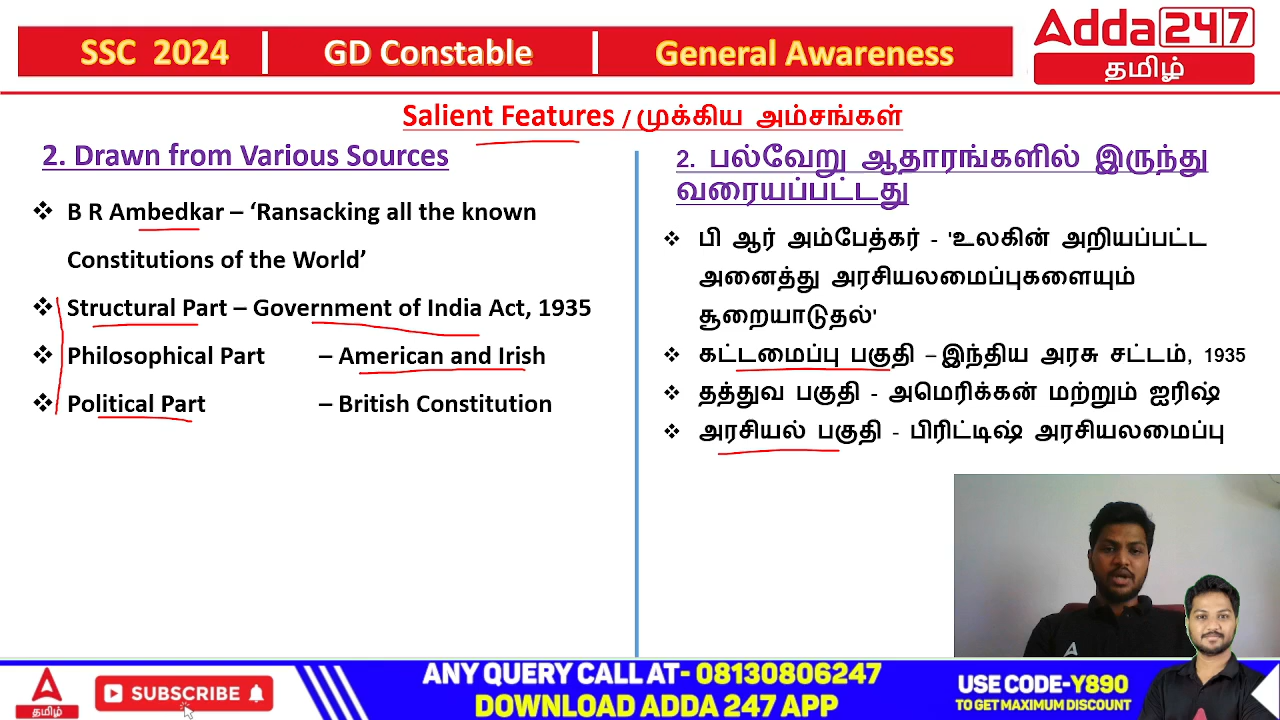 SSC 2024 | GD Constable | General Awareness
Adda 247
தமிழ்
Salient Features / முக்கிய அம்சங்கள்
2. Drawn from Various Sources
❖ B R Ambedkar – ‘Ransacking all the known
Constitutions of the World’
❖ Structural Part – Government of India Act, 1935
❖ Philosophical Part – American and Irish
❖ Political Part – British Constitution
2. பல்வேறு ஆதாரங்களில் இருந்து
வரையப்பட்டது
❖ பி ஆர் அம்பேத்கர் - 'உலகின் அறியப்பட்ட
அனைத்து அரசியலமைப்புகளையும்
சூறையாடுதல்'
❖ கட்டமைப்பு பகுதி – இந்திய அரசு சட்டம், 1935
❖ தத்துவ பகுதி - அமெரிக்கன் மற்றும் ஐரிஷ்
❖ அரசியல் பகுதி - பிரிட்டிஷ் அரசியலமைப்பு
தமிழ்
SUBSCRIBE
ANY QUERY CALL AT- 08130806247
DOWNLOAD ADDA 247 APP
USE CODE-Y890
TO GET MAXIMUM DISCOUNT